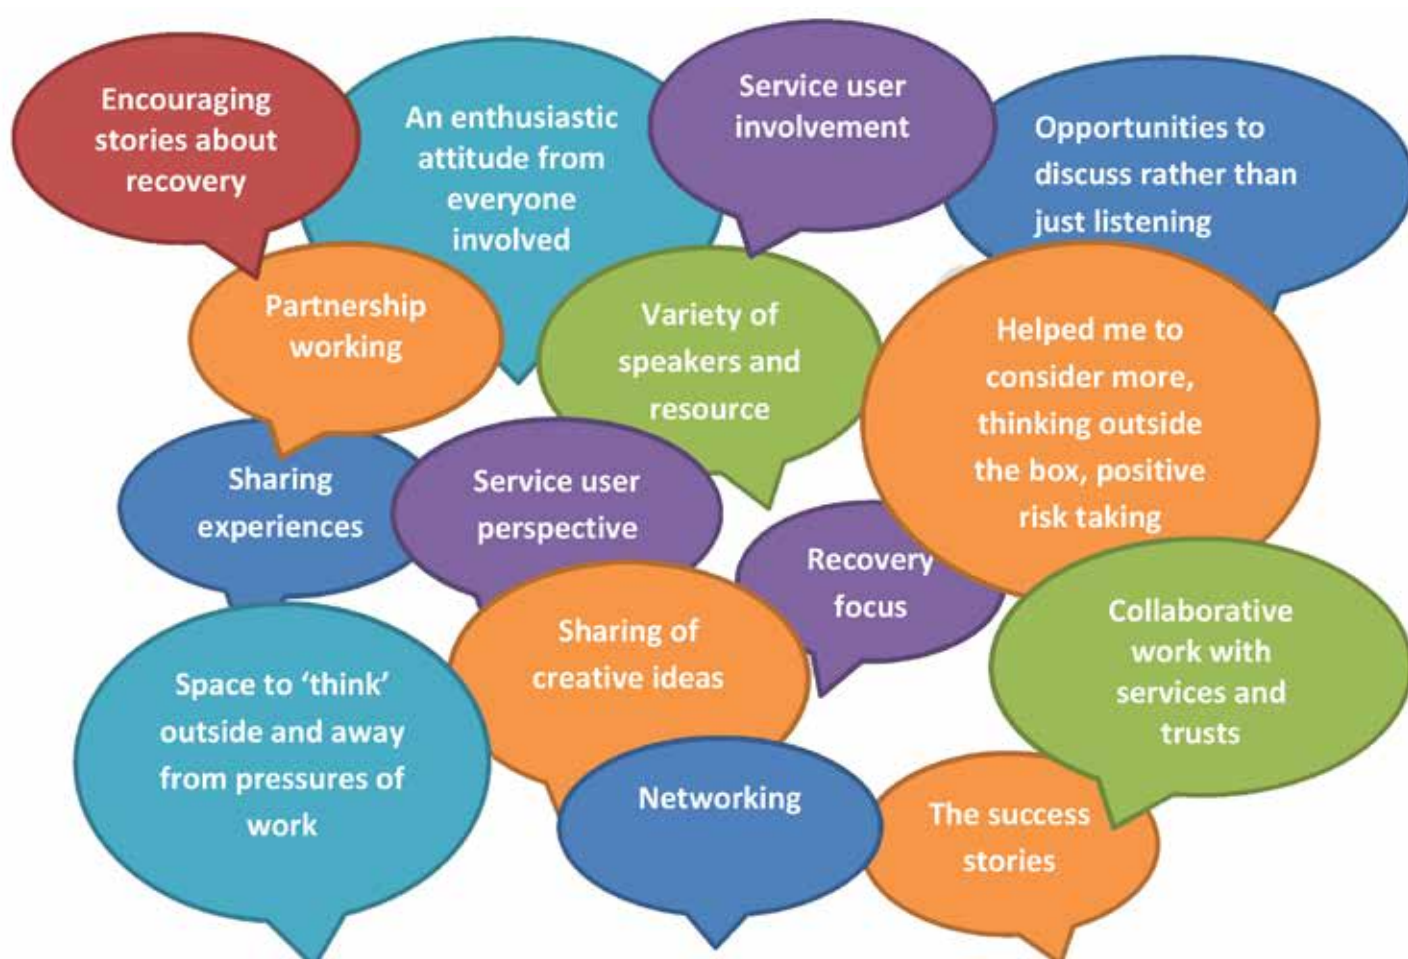 Encouraging
stories about
recovery
An enthusiastic
attitude from
everyone
involved
Service user
involvement
Opportunities to
discuss rather than
just listening
Partnership
working
Variety of
speakers and
resource
Helped me to
consider more,
thinking outside
the box, positive
risk taking
Sharing
experiences
Service user
perspective
Recovery
focus
Sharing of
creative ideas
Collaborative
work with
services and
trusts
Space to ‘think’
outside and away
from pressures of
work
Networking
The success
stories